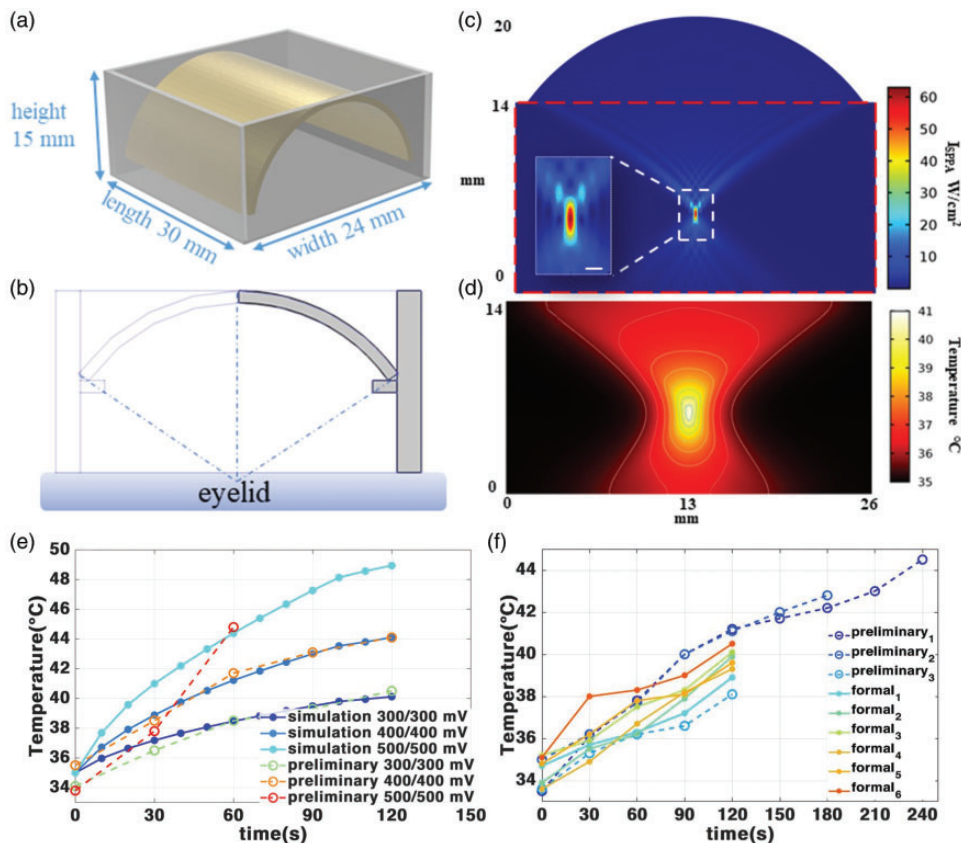 (a)
height
15 mm
length 30 mm
width 24 mm
(b)
eyelid
(c)
20
14
mm
0
60
50
40
30
20
10
I_SPPA W/cm²
(d)
14
0
13
26
mm
41
40
39
38
37
36
35
Temperature °C
(e)
50
48
46
44
42
40
38
36
34
Temperature(°C)
0
30
60
90
120
150
time(s)
simulation 300/300 mV
simulation 400/400 mV
simulation 500/500 mV
preliminary 300/300 mV
preliminary 400/400 mV
preliminary 500/500 mV
(f)
44
42
40
38
36
34
Temperature(°C)
0
30
60
90
120
150
180
210
240
time(s)
preliminary₁
preliminary₂
preliminary₃
formal₁
formal₂
formal₃
formal₄
formal₅
formal₆